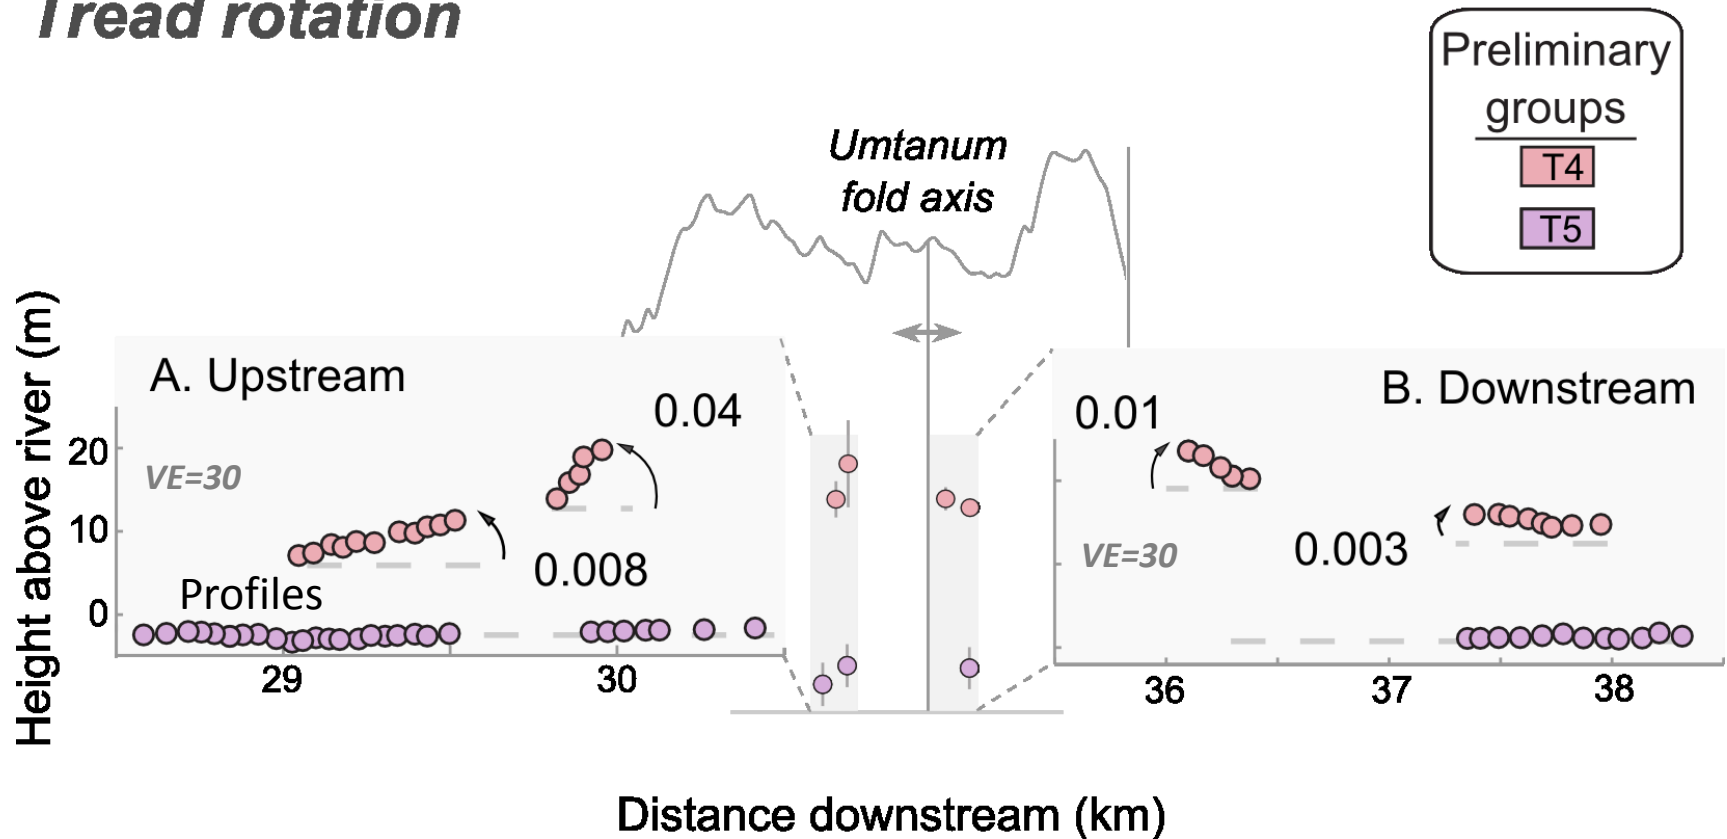 Tread rotation
Preliminary
groups
T4
T5
Umtanum
fold axis
A. Upstream
0.04
VE=30
0.008
Profiles
20
10
0
29
30
Height above river (m)
B. Downstream
0.01
VE=30
0.003
36
37
38
Distance downstream (km)